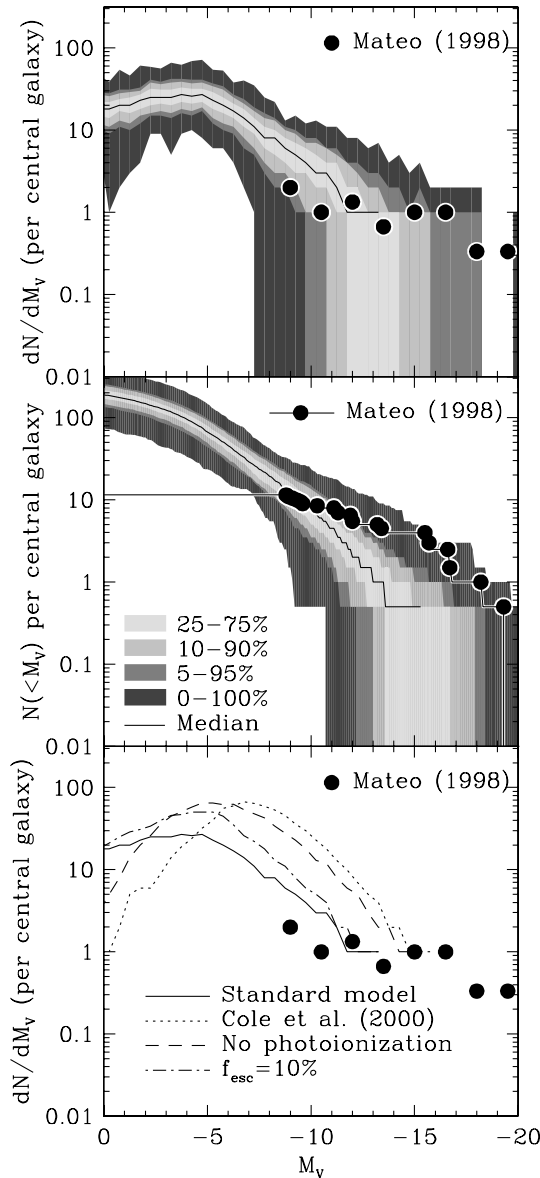 100
10
1
0.1
0.01
dN/dM_V (per central galaxy)
Mateo (1998)
100
10
1
0.1
0.01
N(<M_V) per central galaxy
Mateo (1998)
25−75%
10−90%
5−95%
0−100%
Median
100
10
1
0.1
0.01
dN/dM_V (per central galaxy)
Mateo (1998)
Standard model
Cole et al. (2000)
No photoionization
f_esc=10%
0 −5 −10 −15 −20
M_V